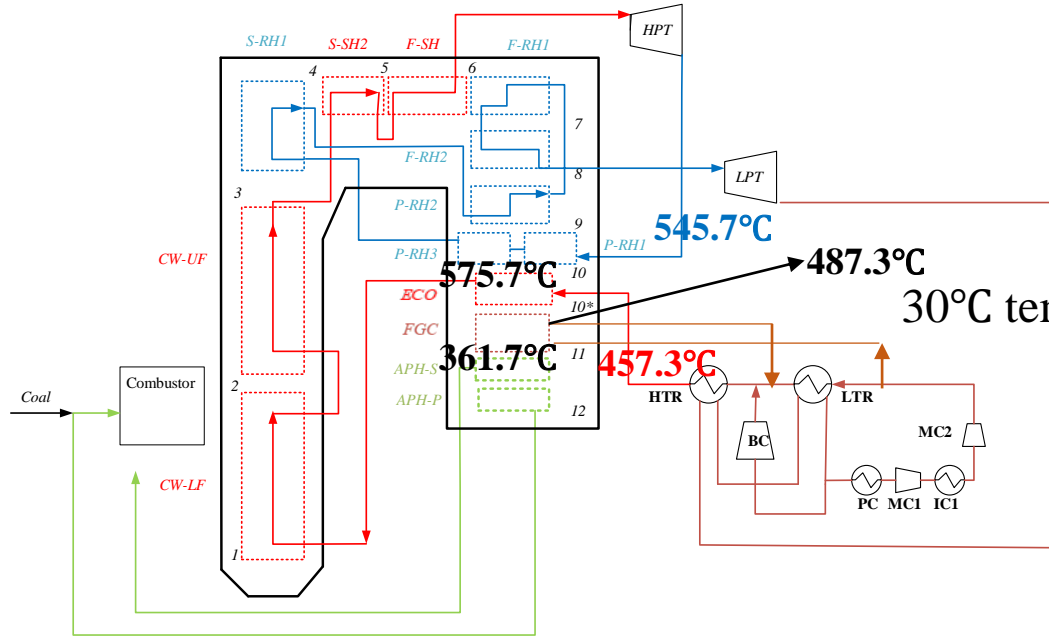 HPT
S-RH1
S-SH2
F-SH
F-RH1
4
5
6
7
F-RH2
8
LPT
3
P-RH2
9
545.7℃
CW-UF
P-RH3
P-RH1
487.3℃
575.7℃
10
ECO
10*
30℃ ter
FGC
361.7℃
11
457.3℃
APH-S
Combustor
2
APH-P
HTR
LTR
Coal
12
BC
MC2
CW-LF
PC
MC1
IC1
1